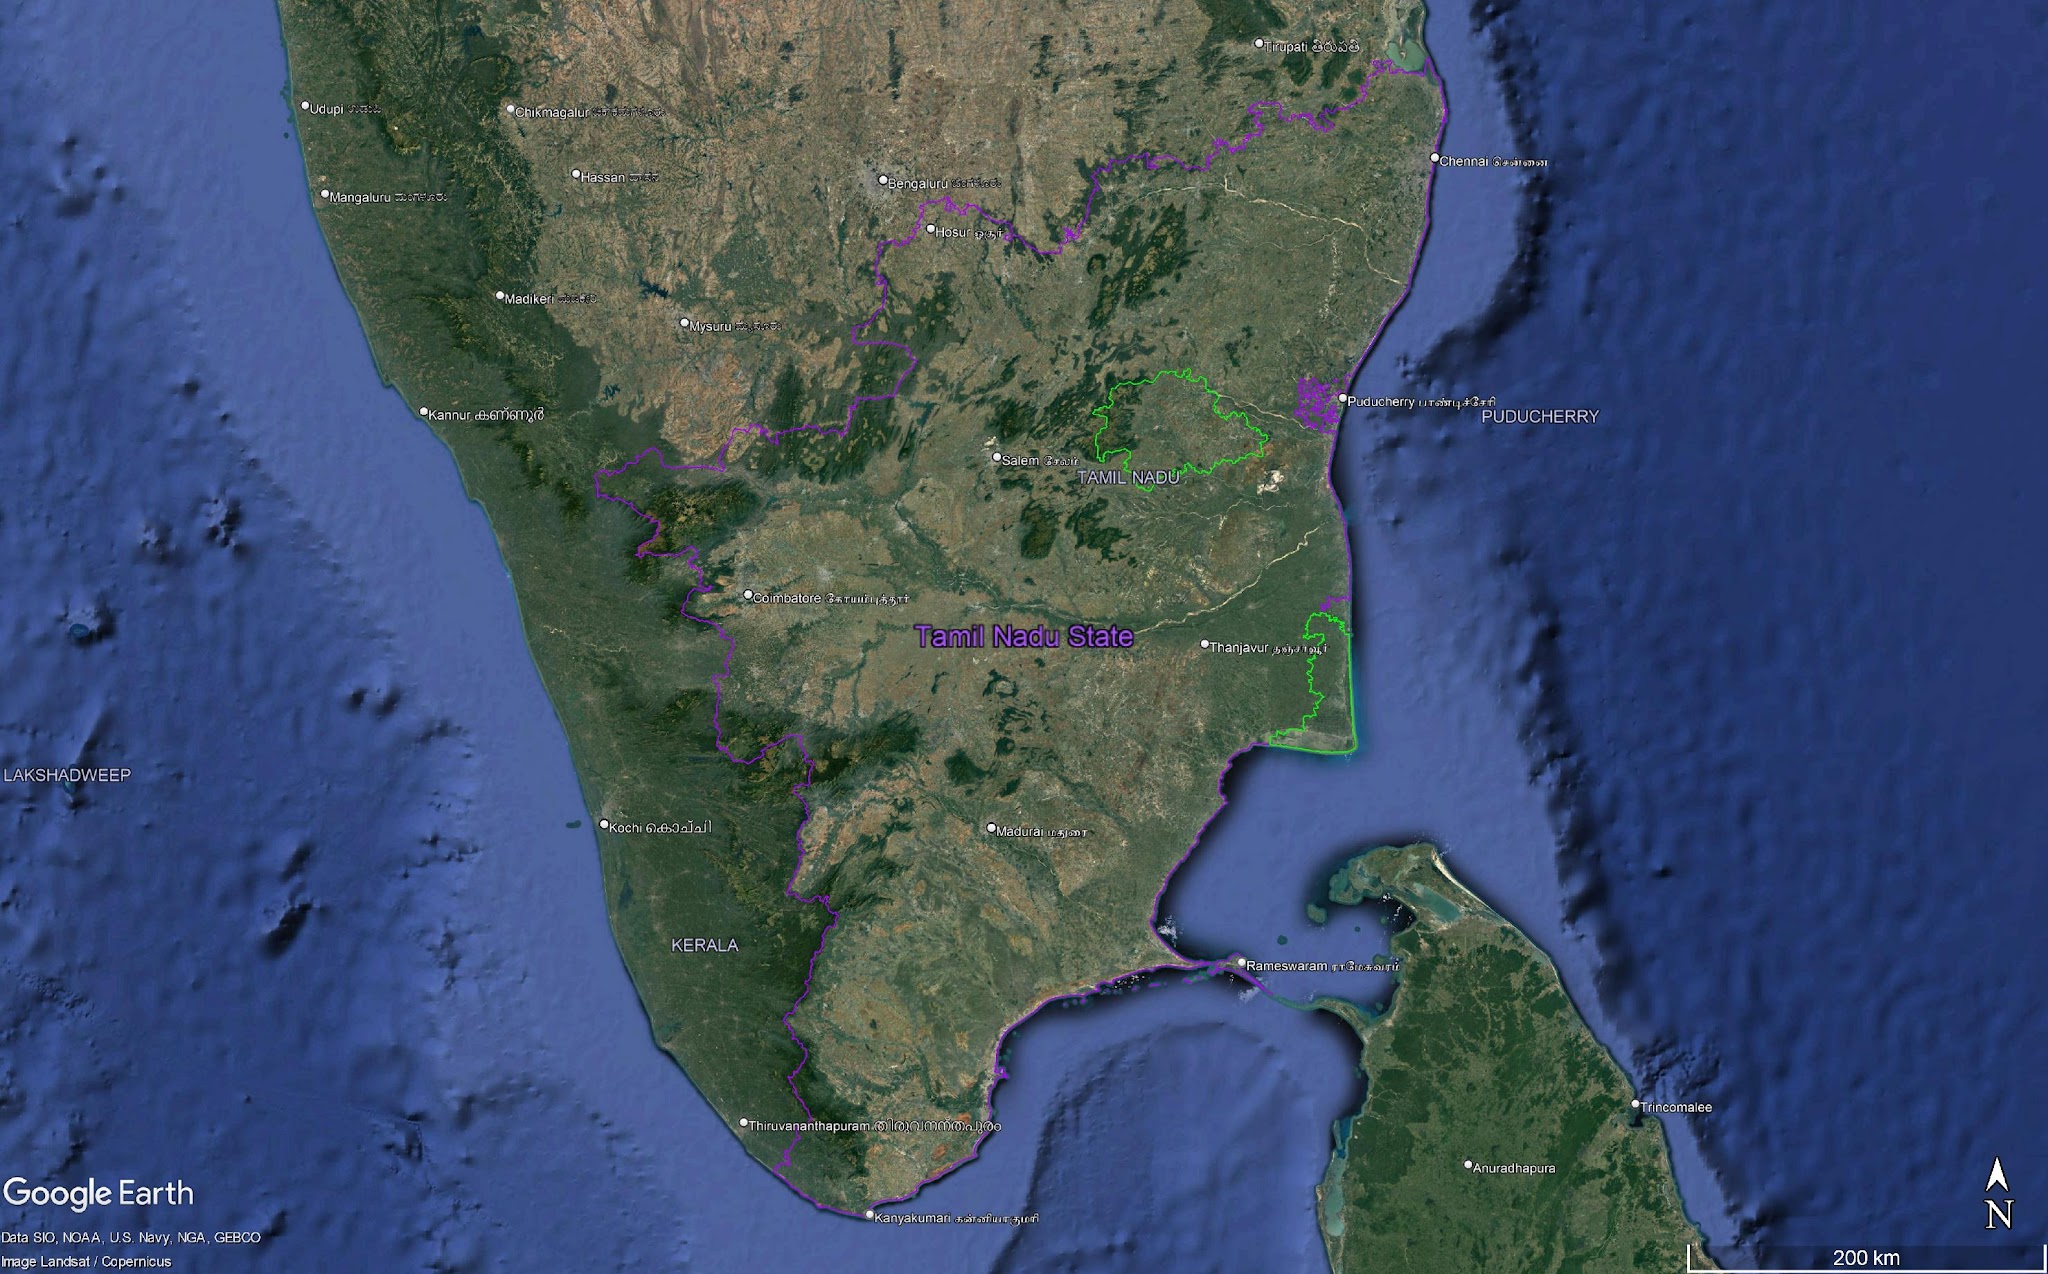 Tirupati తిరుపతి
Udupi ಉಡುಪಿ
Chikmagalur
Chennai சென்னை
Hassan ಹಾಸನ
Bengaluru ಬೆಂಗಳೂರು
Mangaluru ಮಂಗಳೂರು
Hosur ஓசூர்
Madikeri ಮಡಿಕೇರಿ
Mysuru ಮೈಸೂರು
Puducherry பாண்டிச்சேரி
Kannur കണ്ണൂർ
PUDUCHERRY
Salem சேலம்
TAMIL NADU
Coimbatore கோயம்புத்தூர்
Tamil Nadu State
Thanjavur தஞ்சாவூர்
LAKSHADWEEP
Kochi കൊച്ചി
Madurai மதுரை
KERALA
Rameswaram ராமேசுவரம்
Trincomalee
Thiruvananthapuram തിരുവനന്തപുരം
Anuradhapura
Google Earth
Kanyakumari கன்னியாகுமரி
N
Data SIO, NOAA, U.S. Navy, NGA, GEBCO
Image Landsat / Copernicus
200 km